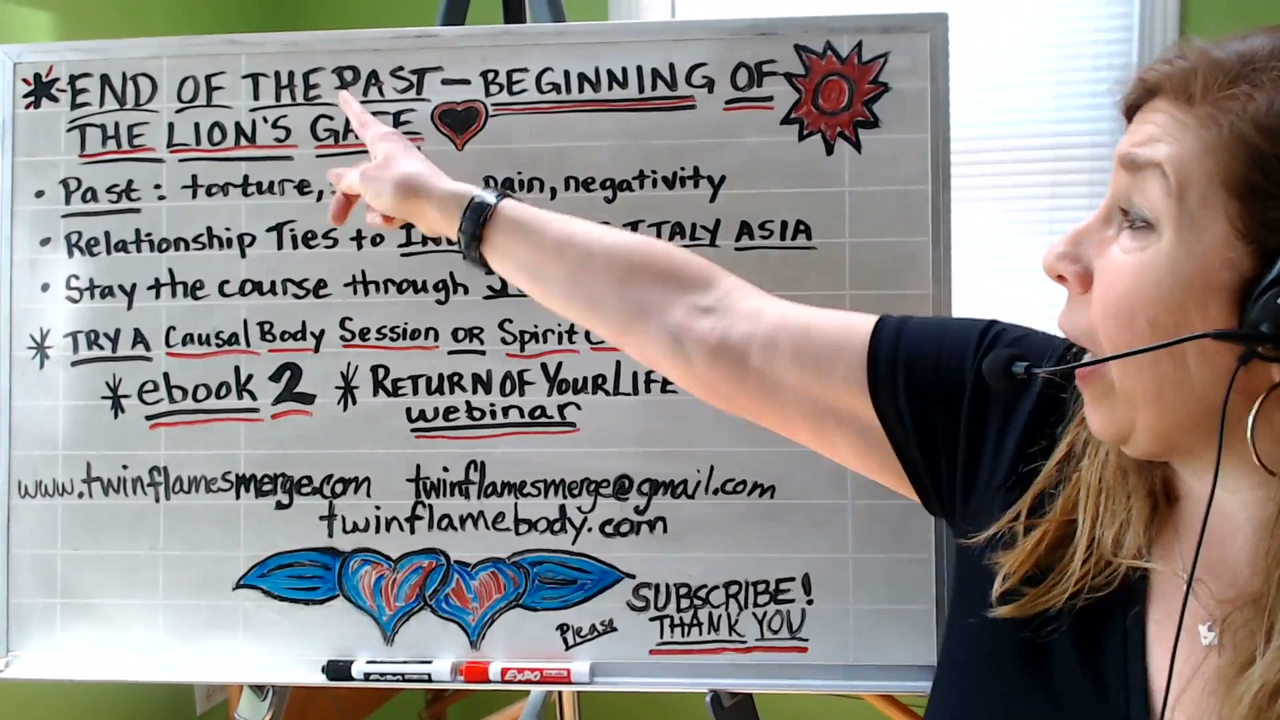 END OF THE PAST – BEGINNING OF
THE LION'S GATE
• Past: torture, pain, negativity
• Relationship Ties to ITALY ASIA
• Stay the course through
* TRY A Causal Body Session OR Spirit
* ebook 2 * RETURN OF YOUR LIFE
webinar
www.twinflamesmerge.com twinflamesmerge@gmail.com
twinflamebody.com
SUBSCRIBE!
Please THANK YOU
EXPO EXPO